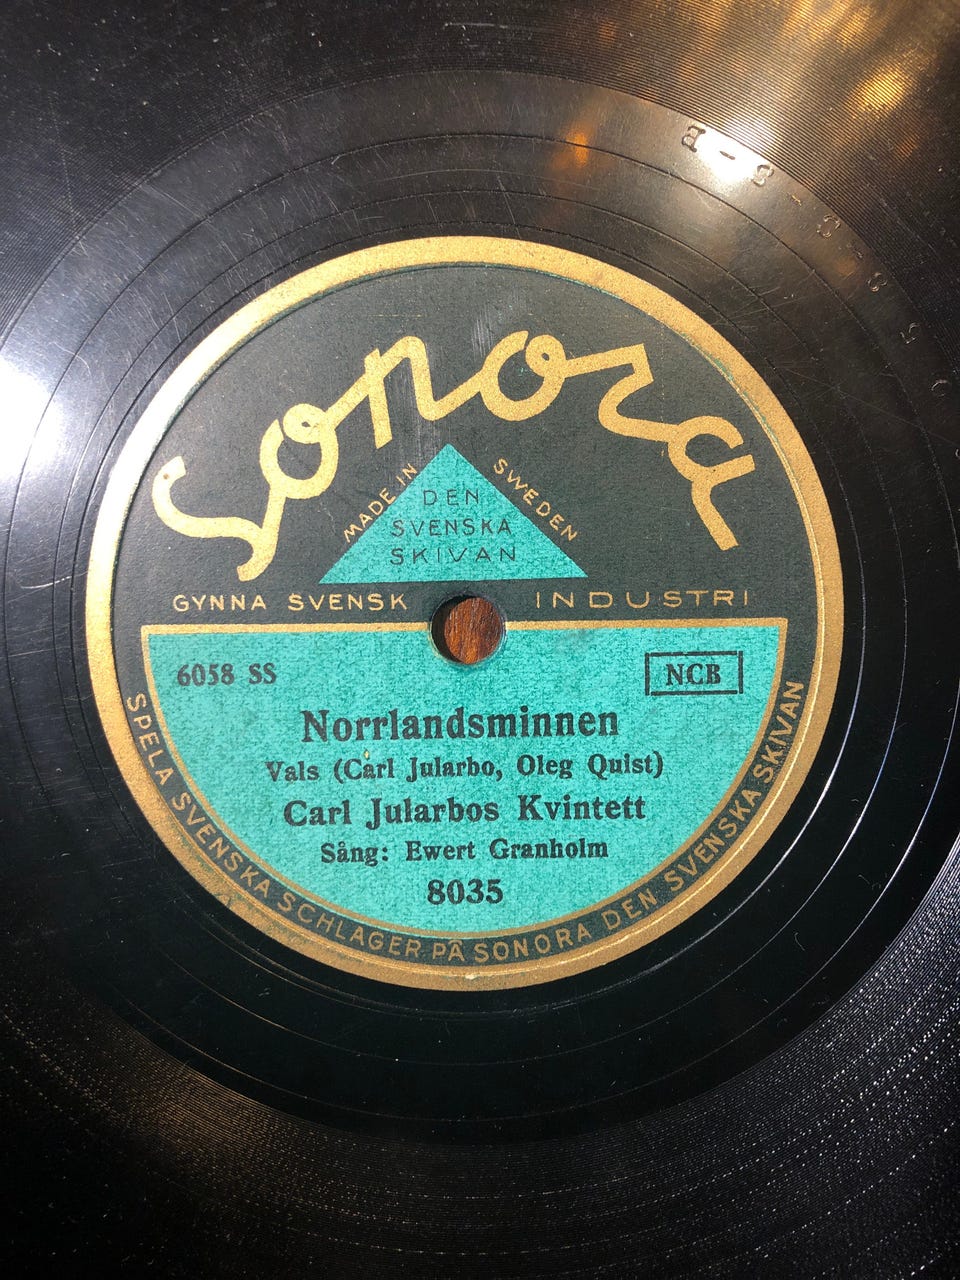 Sonora
MADE IN SWEDEN
DEN
SVENSKA
SKIVAN
GYNNA SVENSK INDUSTRI
6058 SS
NCB
Norrlandsminnen
Vals (Carl Jularbo, Oleg Quist)
Carl Jularbos Kvintett
Sång: Ewert Granholm
8035
SPELA SVENSKA SCHLAGER PÅ SONORA DEN SVENSKA SKIVAN